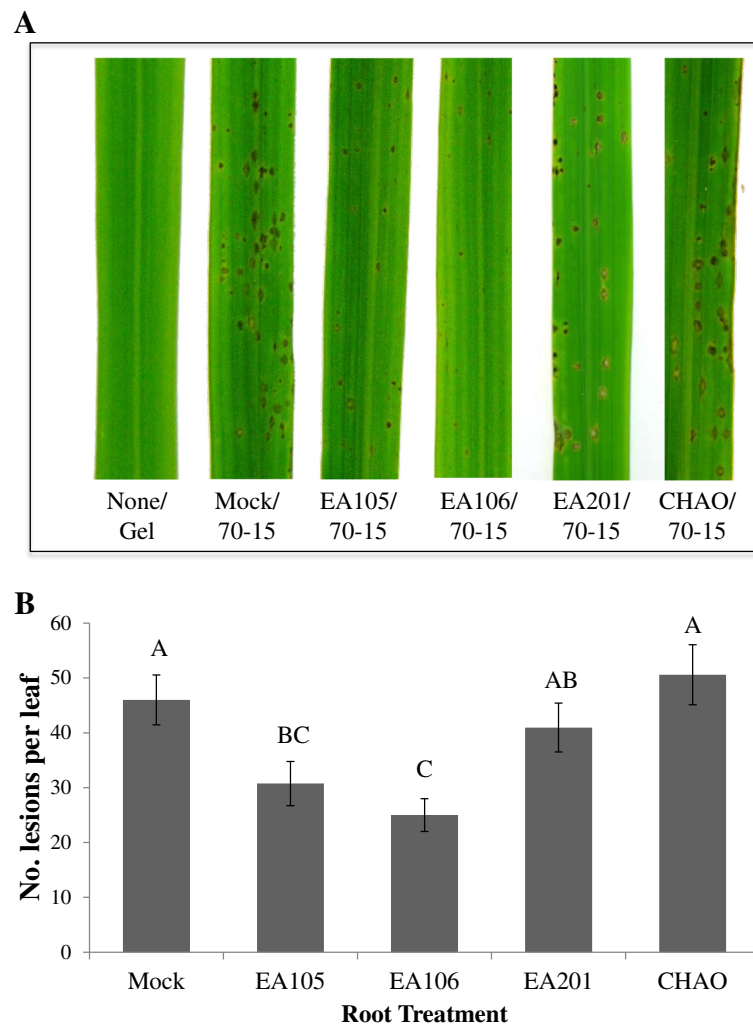 A
None/ Mock/ EA105/ EA106/ EA201/ CHAO/
Gel 70-15 70-15 70-15 70-15 70-15
B
No. lesions per leaf
60
50
40
30
20
10
0
A
BC
C
AB
A
Mock EA105 EA106 EA201 CHAO
Root Treatment